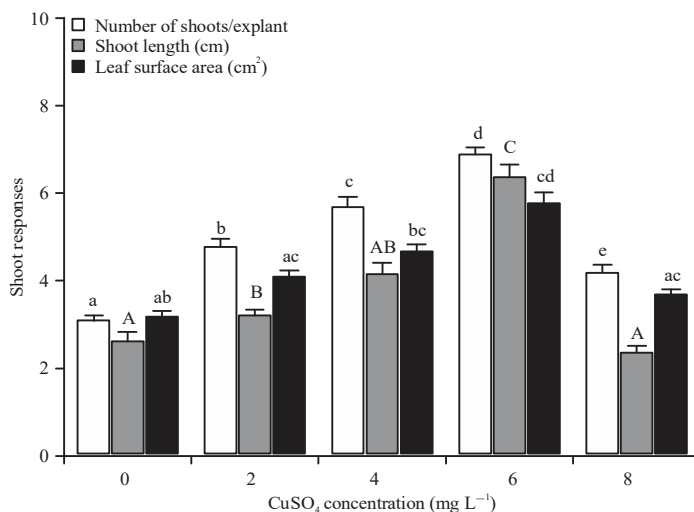 10
Number of shoots/explant
Shoot length (cm)
Leaf surface area (cm²)
8
6
4
2
0
Shoot responses
a
A
ab
b
B
ac
c
AB
bc
d
C
cd
e
A
ac
0
2
4
6
8
CuSO₄ concentration (mg L⁻¹)